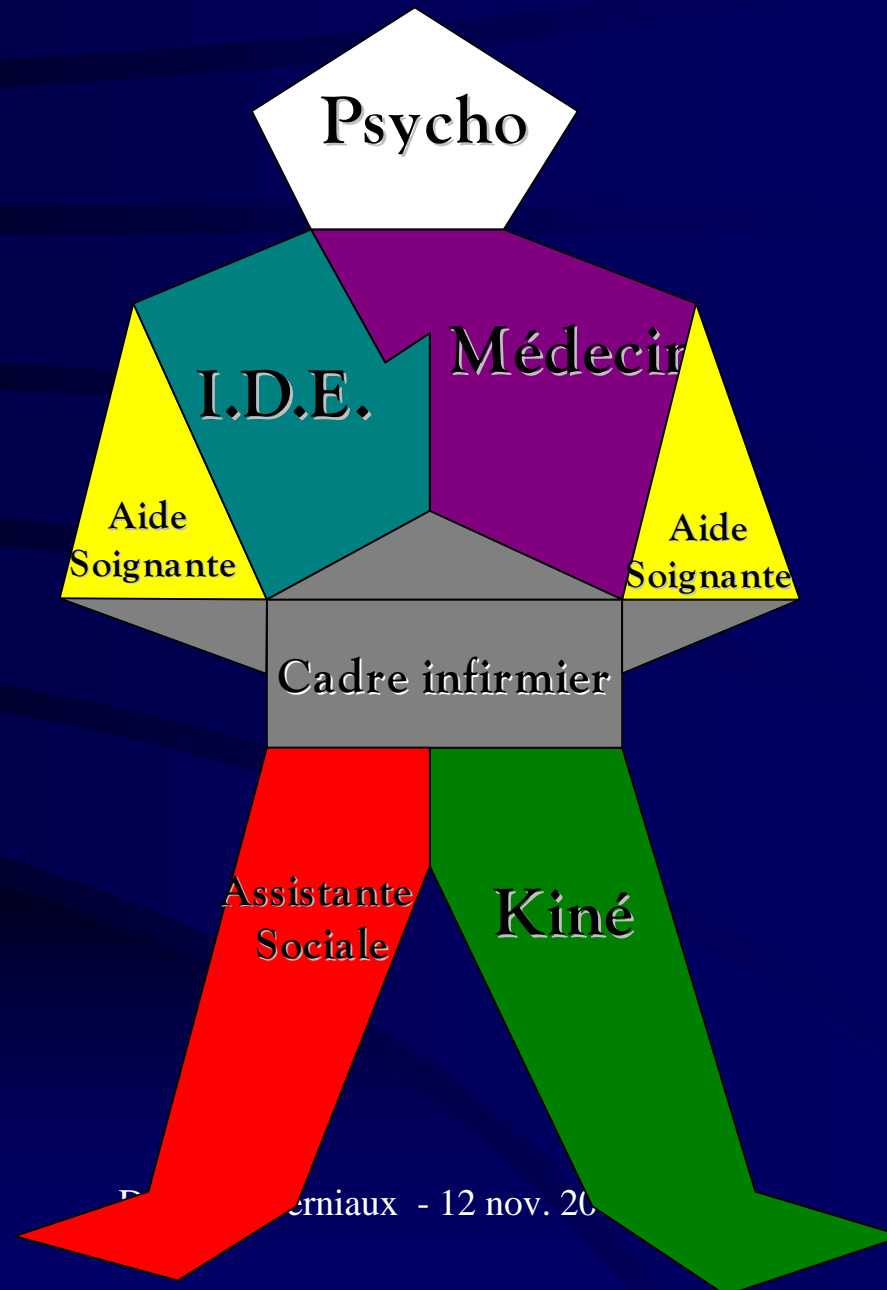 Psycho
Médecin
I.D.E.
Aide
Soignante
Aide
Soignante
Cadre infirmier
Assistante
Sociale
Kiné
- 12 nov.